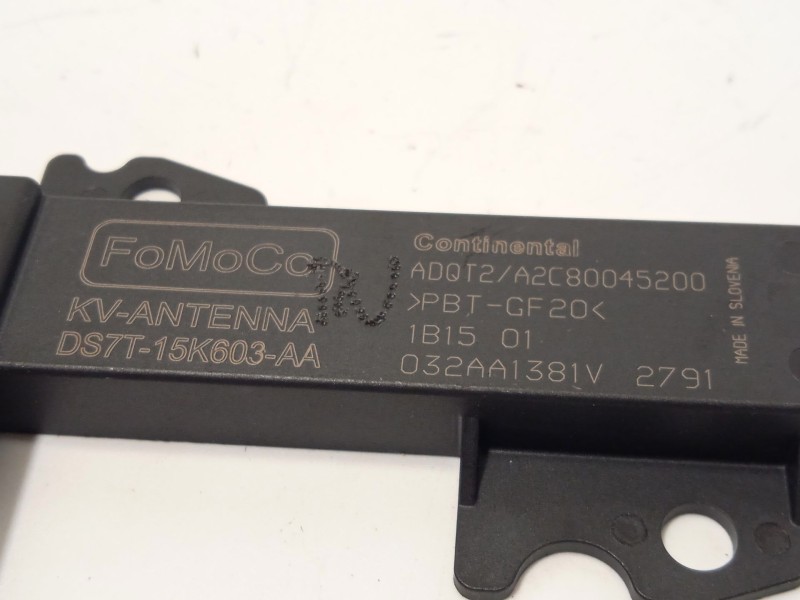 FoMoCo
KV-ANTENNA
DS7T-15K603-AA
Continental
ADQT2/A2C80045200
>PBT-GF20<
1B15 01
032AA1381V 2791
MADE IN SLOVENIA